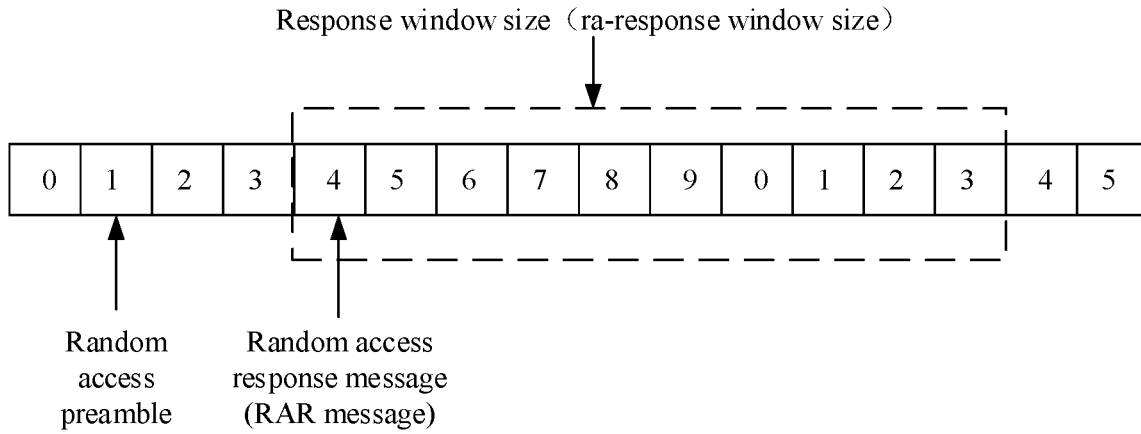 Response window size（ra-response window size）
0 1 2 3 4 5 6 7 8 9 0 1 2 3 4 5
Random
access
preamble
Random access
response message
(RAR message)